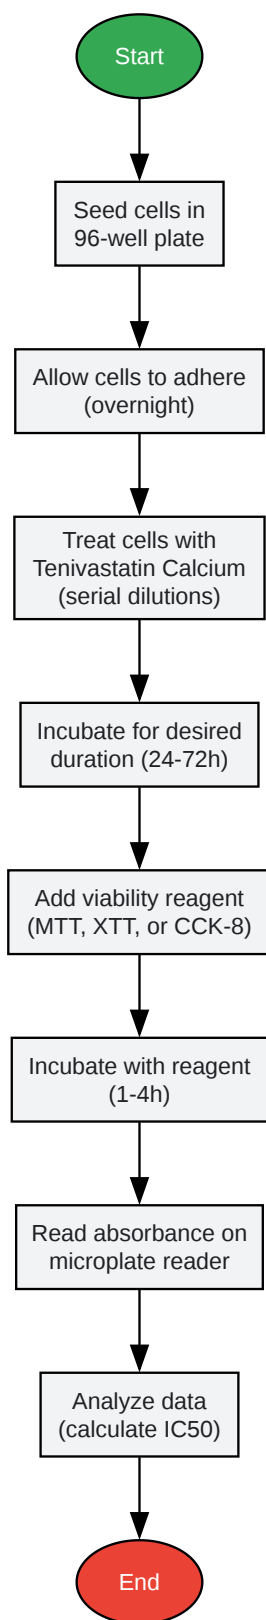 Start
Seed cells in
96-well plate
Allow cells to adhere
(overnight)
Treat cells with
Tenivastatin Calcium
(serial dilutions)
Incubate for desired
duration (24-72h)
Add viability reagent
(MTT, XTT, or CCK-8)
Incubate with reagent
(1-4h)
Read absorbance on
microplate reader
Analyze data
(calculate IC50)
End